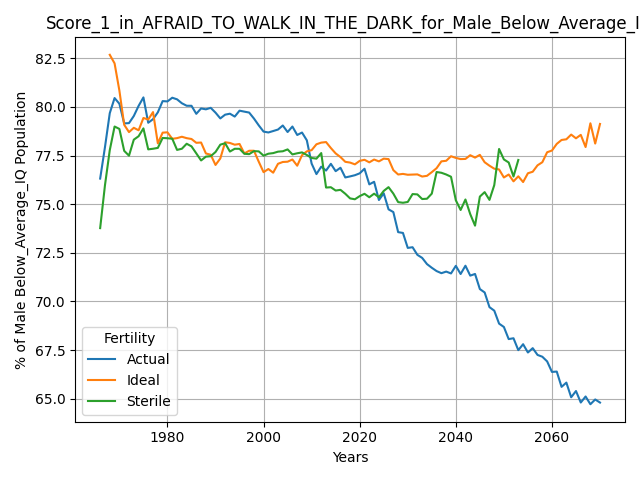 Score_1_in_AFRAID_TO_WALK_IN_THE_DARK_for_Male_Below_Average_I
% of Male Below_Average_IQ Population
82.5
80.0
77.5
75.0
72.5
70.0
67.5
65.0
Fertility
Actual
Ideal
Sterile
1980 2000 2020 2040 2060
Years